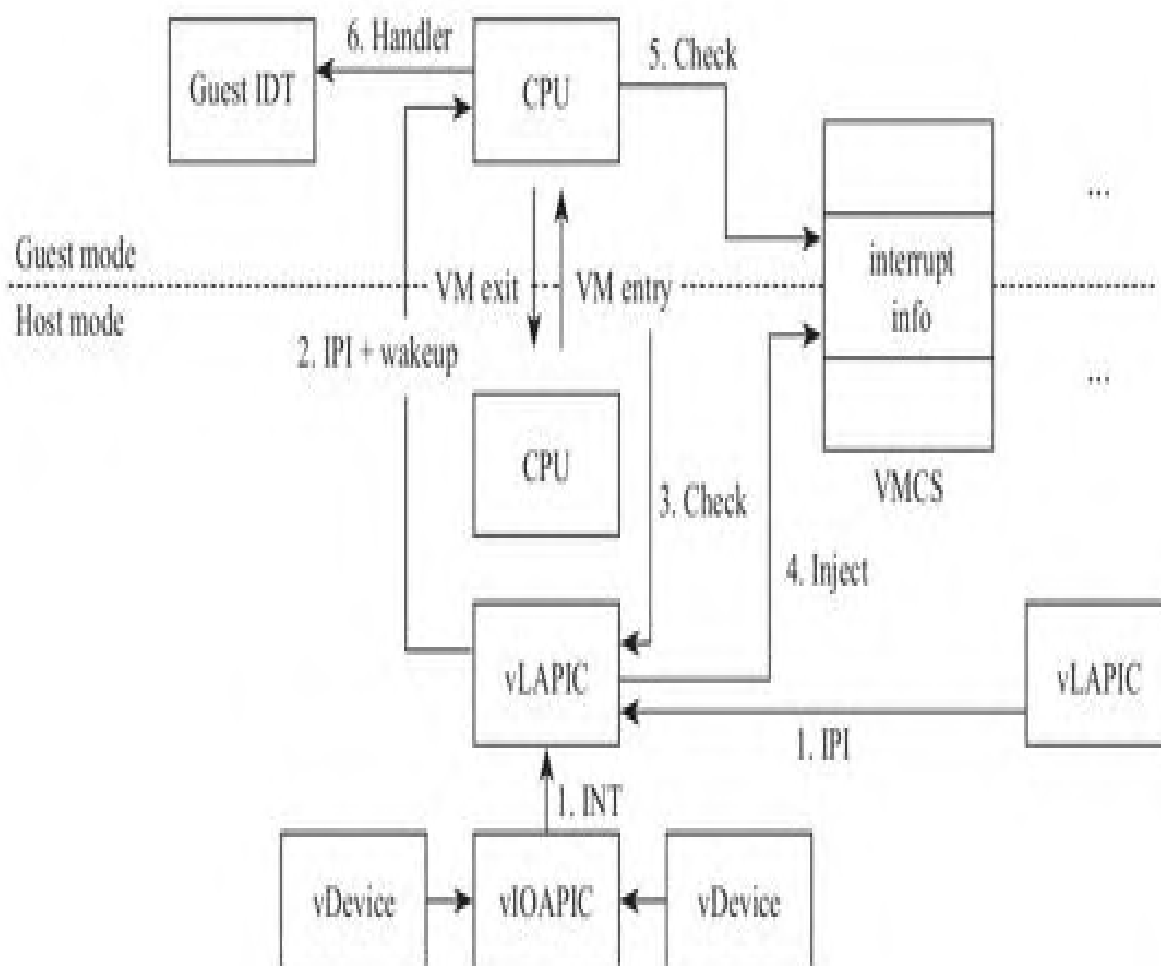 6. Handler
5. Check
Guest IDT
CPU
...
Guest mode
interrupt
info
VM exit
VM entry
Host mode
2. IPI + wakeup
...
CPU
VMCS
3. Check
4. Inject
vLAPIC
vLAPIC
1. IPI
1. INT
vDevice
vIOAPIC
vDevice